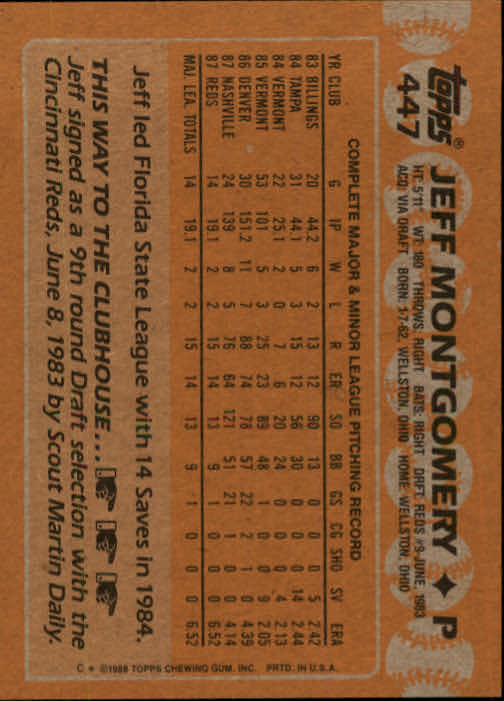 topps®
447
JEFF MONTGOMERY ✦ P
HT: 5'11" WT: 180 THROWS: RIGHT BATS: RIGHT DRFT: REDS #9-JUNE, 1983
ACQ: VIA DRAFT BORN: 1-7-62, WELLSTON, OHIO HOME: WELLSTON, OHIO
COMPLETE MAJOR & MINOR LEAGUE PITCHING RECORD
YR CLUB G IP W L R ER SO BB GS CG SHO SV ERA
83 BILLINGS 20 44.2 6 2 13 12 90 13 0 0 0 5 2.42
84 TAMPA 31 44.1 5 3 15 12 56 30 0 0 0 14 2.44
84 VERMONT 22 25.1 2 0 7 6 20 24 0 0 0 4 2.13
85 VERMONT 53 101 5 3 25 23 89 48 1 0 0 9 2.05
86 DENVER 30 151.2 11 7 88 74 78 57 22 2 1 0 4.39
87 NASHVILLE 24 139 8 5 76 64 121 51 21 1 0 0 4.14
87 REDS 14 19.1 2 2 15 14 13 9 1 0 0 0 6.52
MAJ. LEA. TOTALS 14 19.1 2 2 15 14 13 9 1 0 0 0 6.52
Jeff led Florida State League with 14 Saves in 1984.
THIS WAY TO THE CLUBHOUSE...
Jeff signed as a 9th round Draft selection with the
Cincinnati Reds, June 8, 1983 by Scout Martin Daily.
C * ©1988 TOPPS CHEWING GUM, INC. PRTD. IN U.S.A.